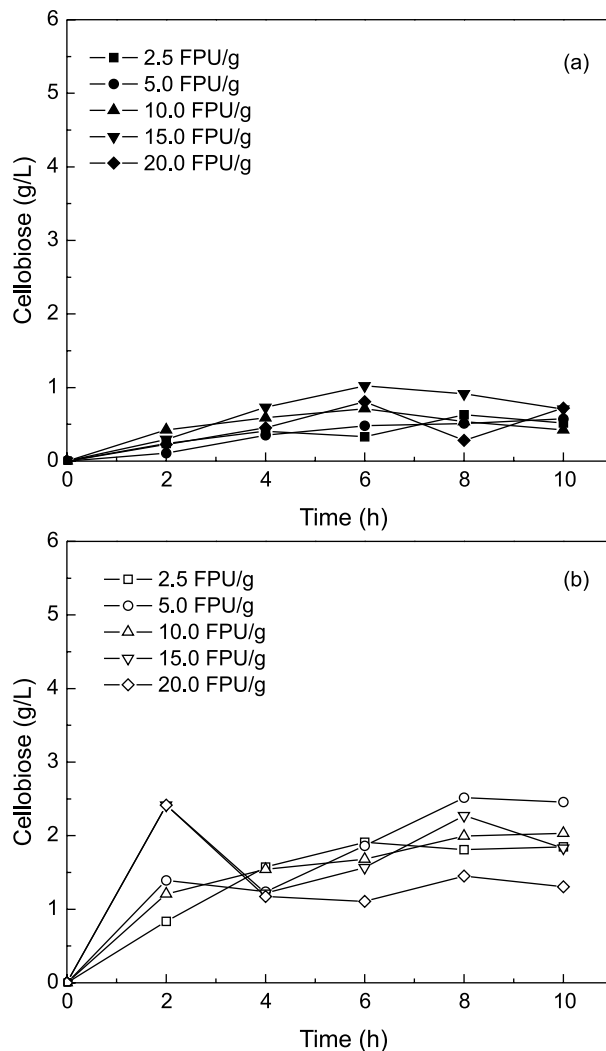 6
5
4
3
2
1
0
Cellobiose (g/L)
2.5 FPU/g
5.0 FPU/g
10.0 FPU/g
15.0 FPU/g
20.0 FPU/g
(a)
0 2 4 6 8 10
Time (h)
6
5
4
3
2
1
0
Cellobiose (g/L)
2.5 FPU/g
5.0 FPU/g
10.0 FPU/g
15.0 FPU/g
20.0 FPU/g
(b)
0 2 4 6 8 10
Time (h)